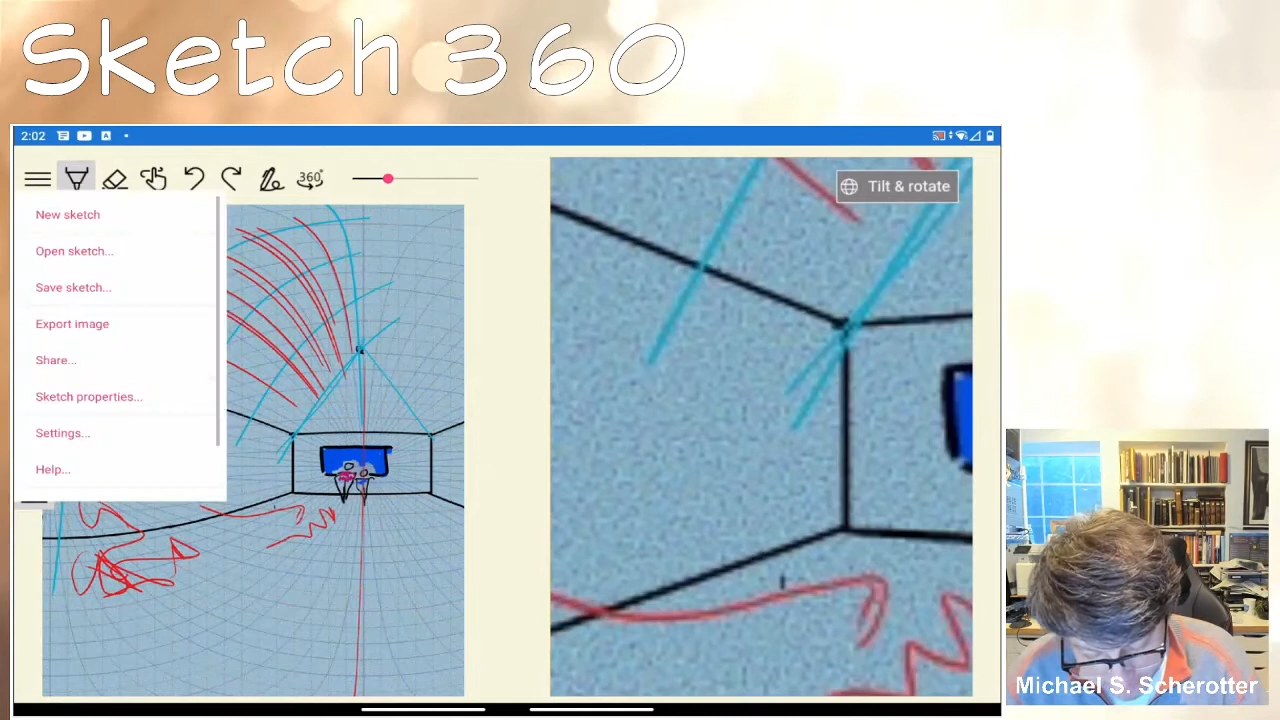 Sketch 360
2:02
360°
New sketch
Open sketch...
Save sketch...
Export image
Share...
Sketch properties...
Settings...
Help...
Tilt & rotate
Michael S. Scherotter